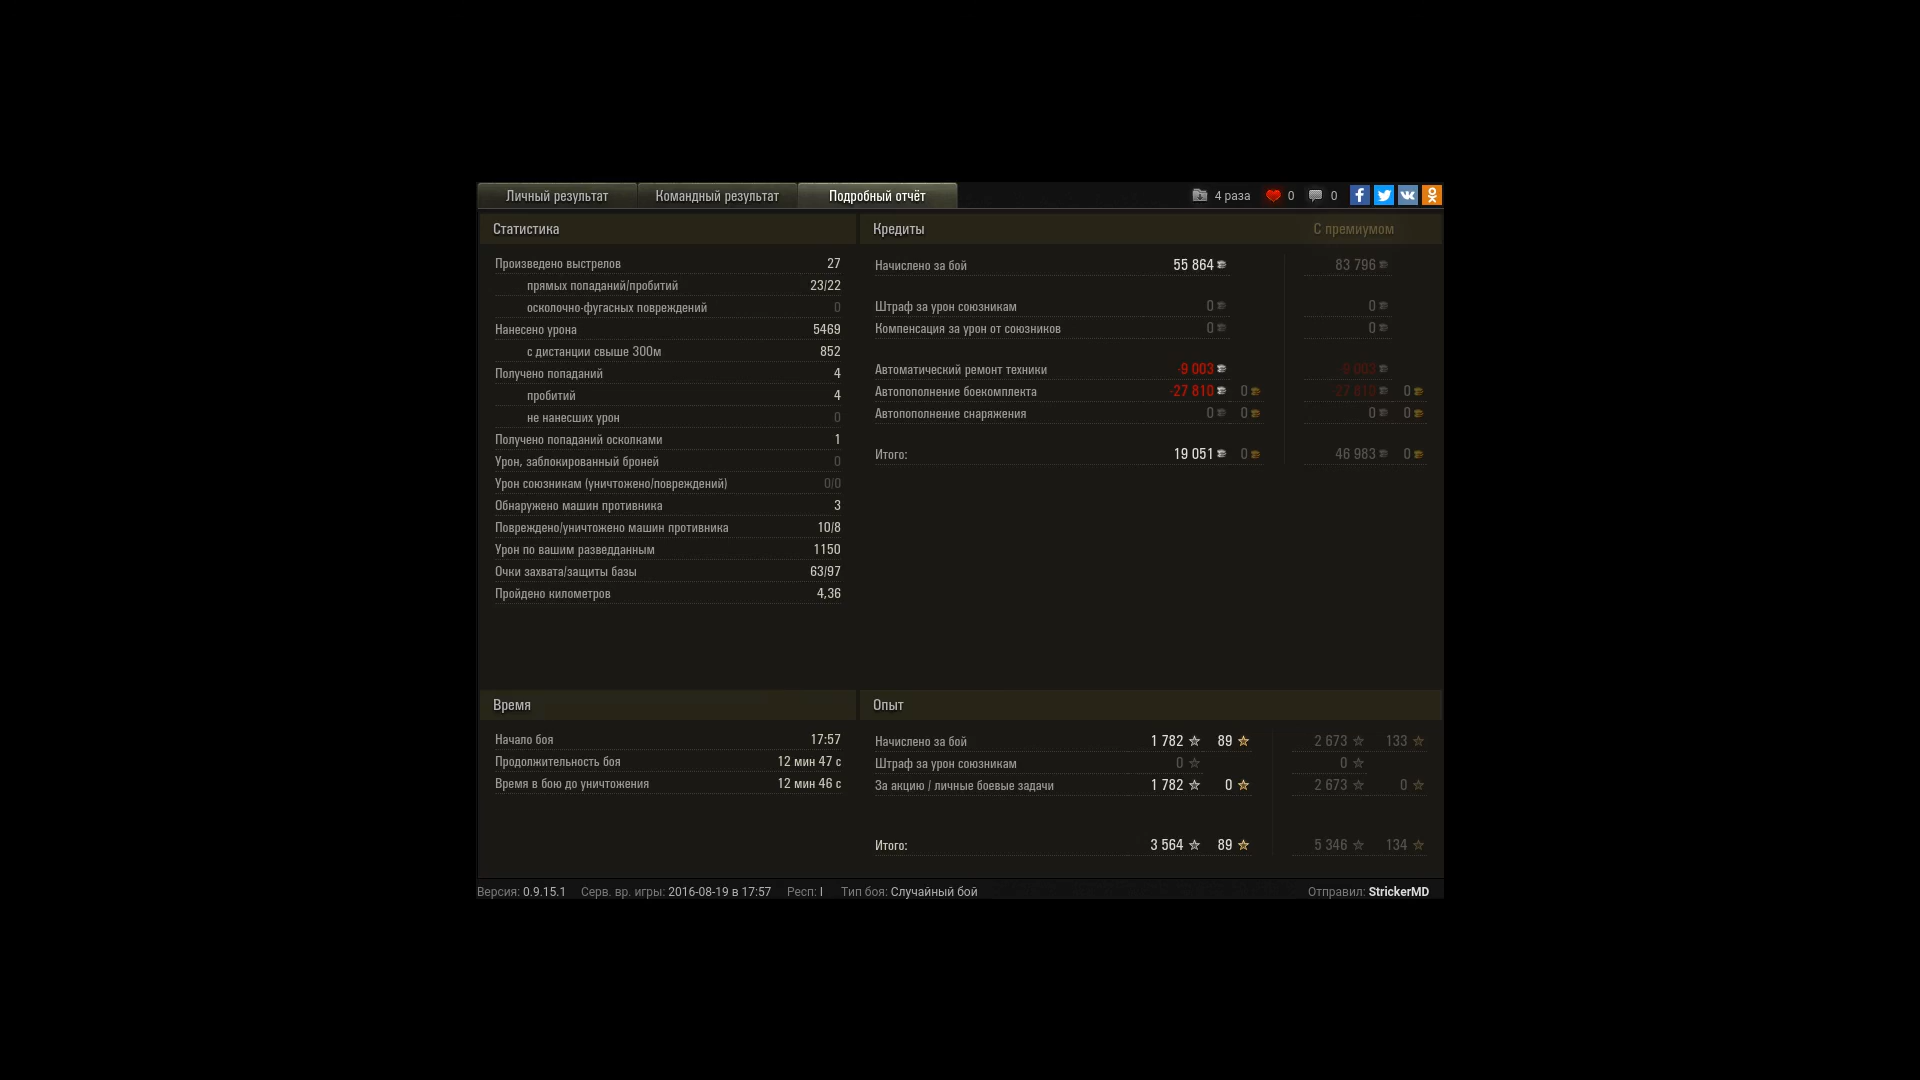 Личный результат Командный результат Подробный отчёт 4 раза 0 0
Статистика
Произведено выстрелов 27
прямых попаданий/пробитий 23/22
осколочно-фугасных повреждений 0
Нанесено урона 5469
с дистанции свыше 300м 852
Получено попаданий 4
пробитий 4
не нанесших урон 0
Получено попаданий осколками 1
Урон, заблокированный броней 0
Урон союзникам (уничтожено/повреждений) 0/0
Обнаружено машин противника 3
Повреждено/уничтожено машин противника 10/8
Урон по вашим разведданным 1150
Очки захвата/защиты базы 63/97
Пройдено километров 4,36
Кредиты С премиумом
Начислено за бой 55 864 83 796
Штраф за урон союзникам 0 0
Компенсация за урон от союзников 0 0
Автоматический ремонт техники -9 003 -9 003
Автопополнение боекомплекта -27 810 0 -27 810 0
Автопополнение снаряжения 0 0 0 0
Итого: 19 051 0 46 983 0
Время
Начало боя 17:57
Продолжительность боя 12 мин 47 с
Время в бою до уничтожения 12 мин 46 с
Опыт
Начислено за бой 1 782 89 2 673 133
Штраф за урон союзникам 0 0
За акцию / личные боевые задачи 1 782 0 2 673 0
Итого: 3 564 89 5 346 134
Версия: 0.9.15.1 Серв. вр. игры: 2016-08-19 в 17:57 Респ: I Тип боя: Случайный бой Отправил: StrickerMD